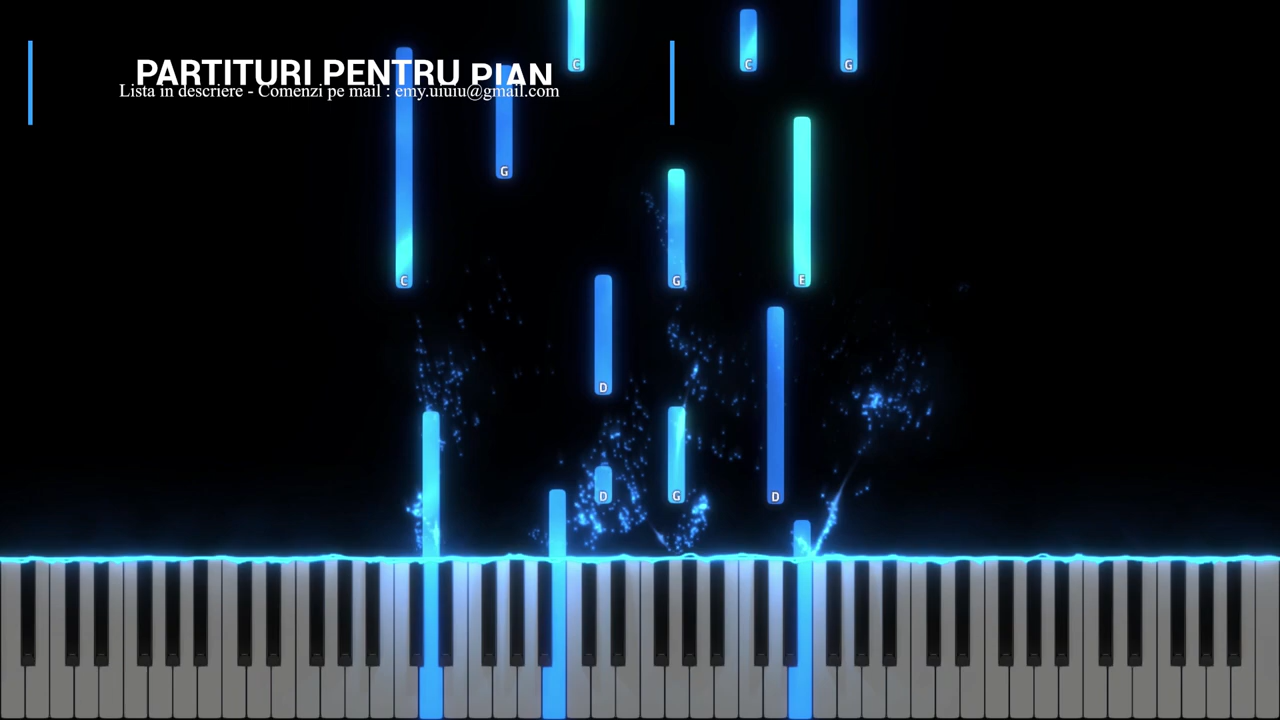 PARTITURI PENTRU PIAN
Lista in descriere - Comenzi pe mail : emy.uiuiu@gmail.com
C
C
G
G
G
E
C
D
D
G
D